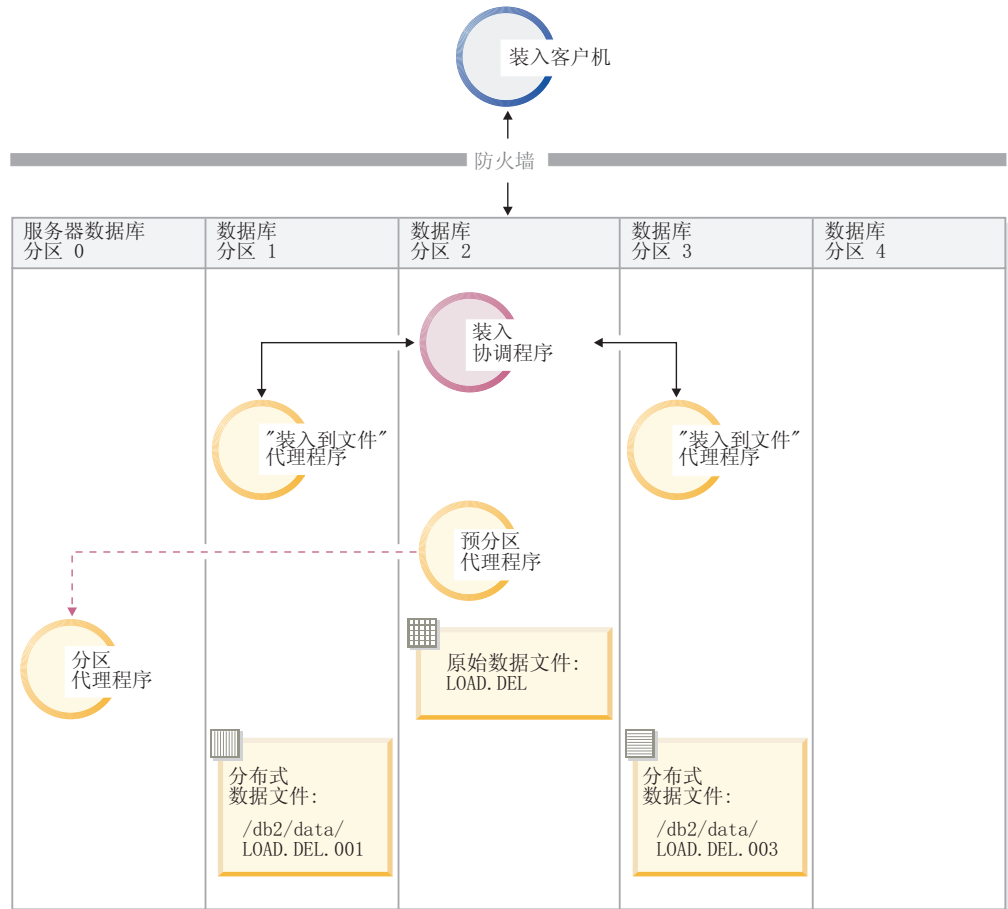 装入客户机
防火墙
服务器数据库
分区 0
数据库
分区 1
数据库
分区 2
数据库
分区 3
数据库
分区 4
装入
协调程序
"装入到文件"
代理程序
"装入到文件"
代理程序
预分区
代理程序
分区
代理程序
原始数据文件:
LOAD.DEL
分布式
数据文件:
/db2/data/
LOAD.DEL.001
分布式
数据文件:
/db2/data/
LOAD.DEL.003